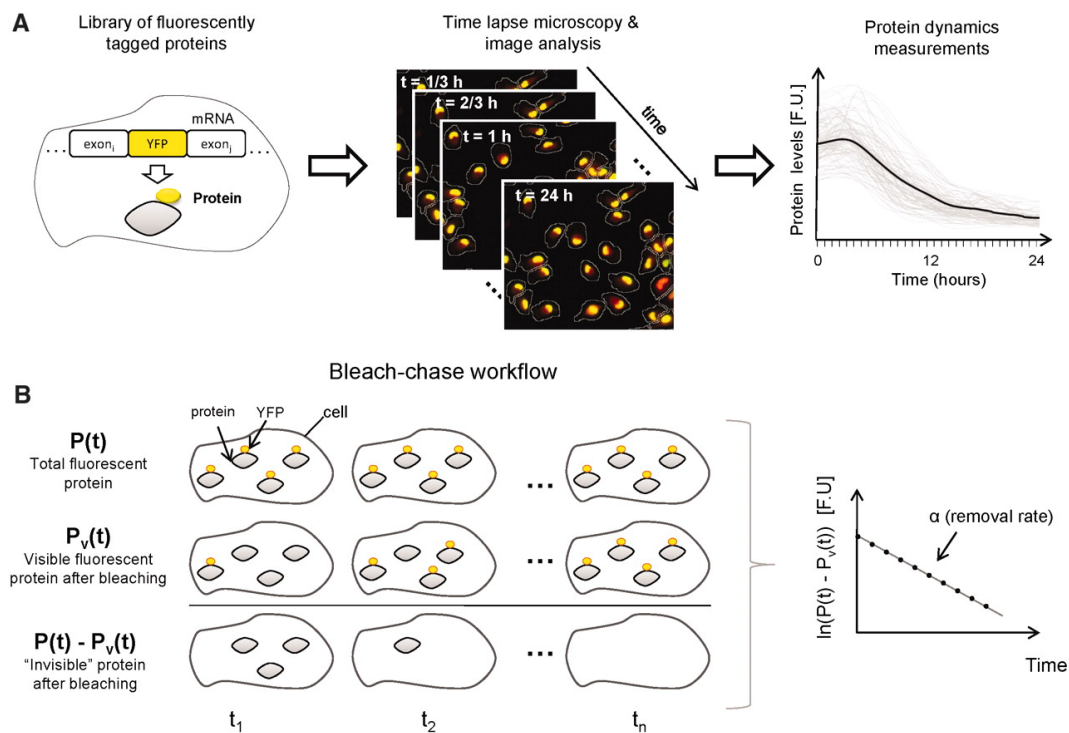 A
Library of fluorescently
tagged proteins
mRNA
... exonᵢ YFP exonⱼ ...
Protein
Time lapse microscopy &
image analysis
t = 1/3 h
t = 2/3 h
t = 1 h
t = 24 h
time
...
...
Protein dynamics
measurements
Protein levels [F.U.]
0 12 24
Time (hours)
Bleach-chase workflow
B
protein YFP cell
P(t)
Total fluorescent
protein
...
Pᵥ(t)
Visible fluorescent
protein after bleaching
...
P(t) - Pᵥ(t)
“Invisible” protein
after bleaching
...
t₁ t₂ tₙ
ln(P(t) - Pᵥ(t)) [F.U]
α (removal rate)
Time